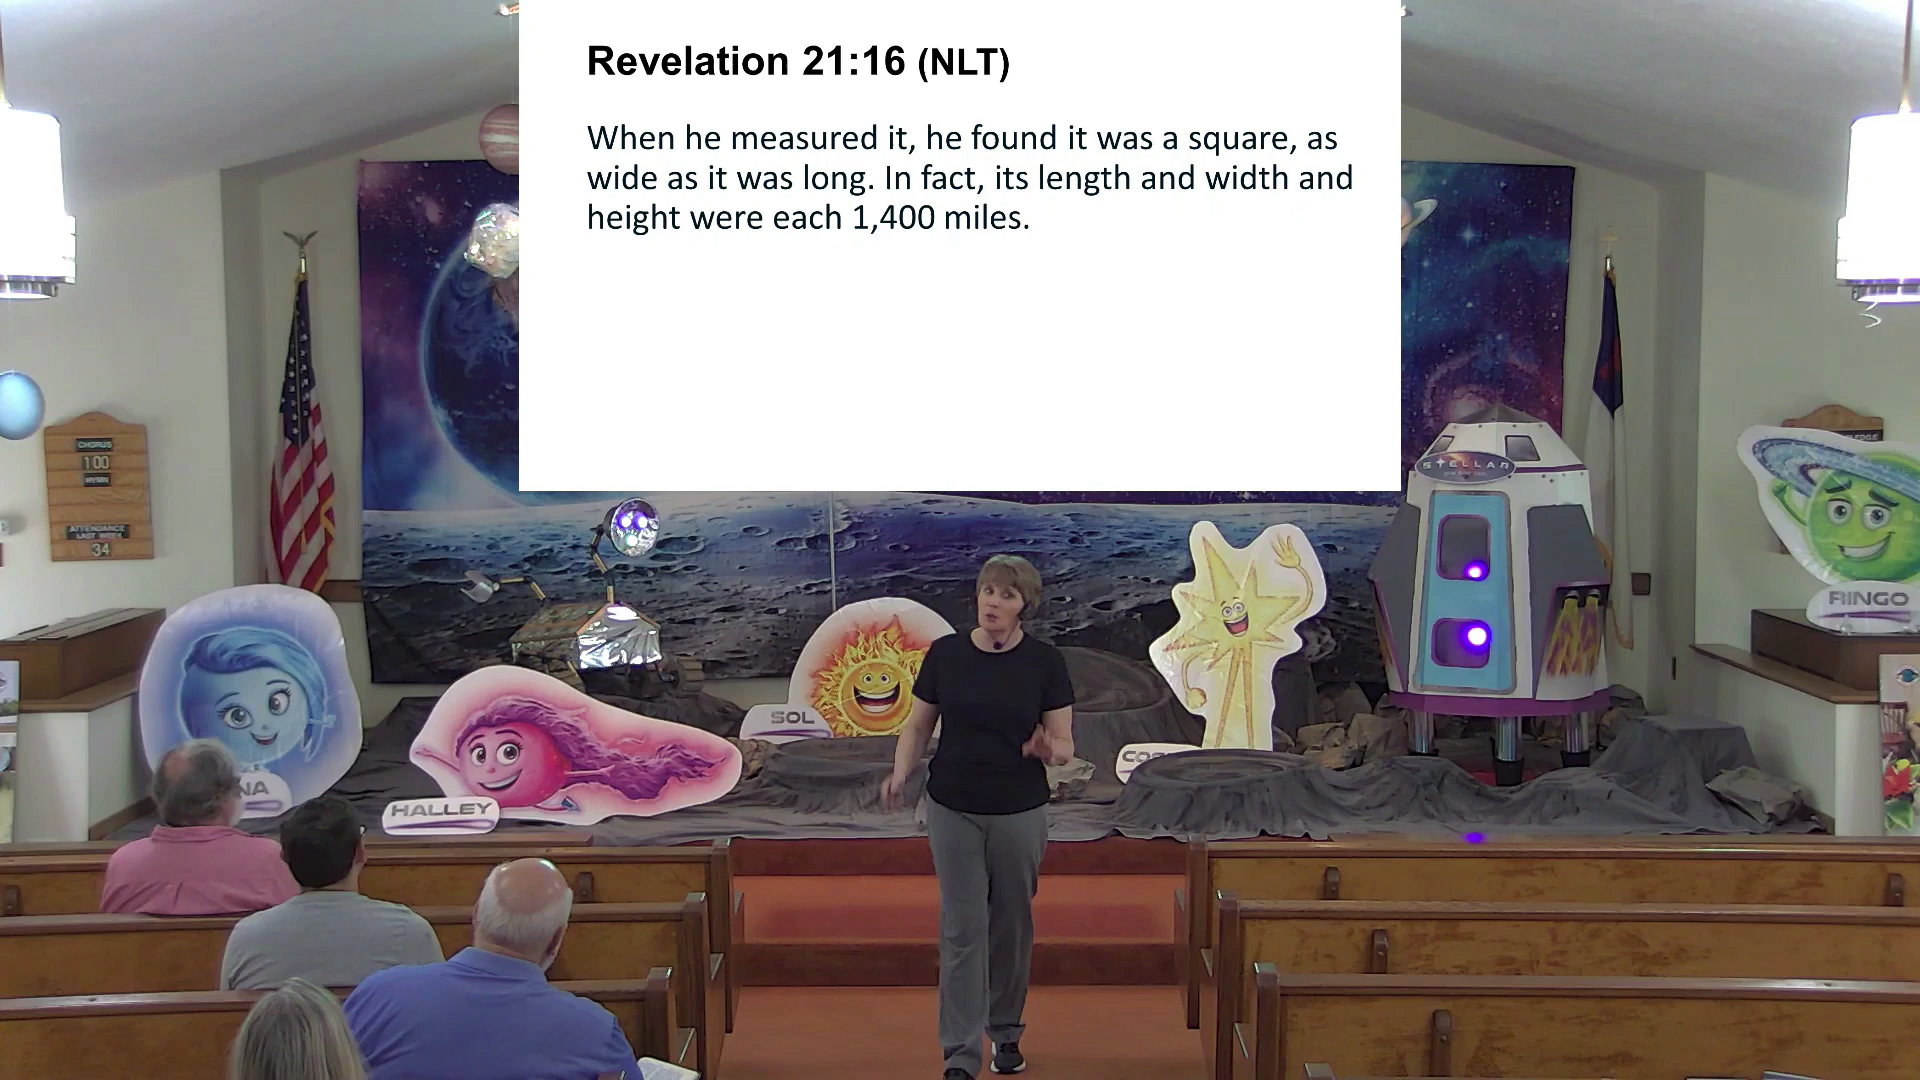 Revelation 21:16 (NLT)
When he measured it, he found it was a square, as
wide as it was long. In fact, its length and width and
height were each 1,400 miles.
CHORUS
100
HYMN
ATTENDANCE
LAST WEEK
34
STELLAR
RINGO
SOL
HALLEY